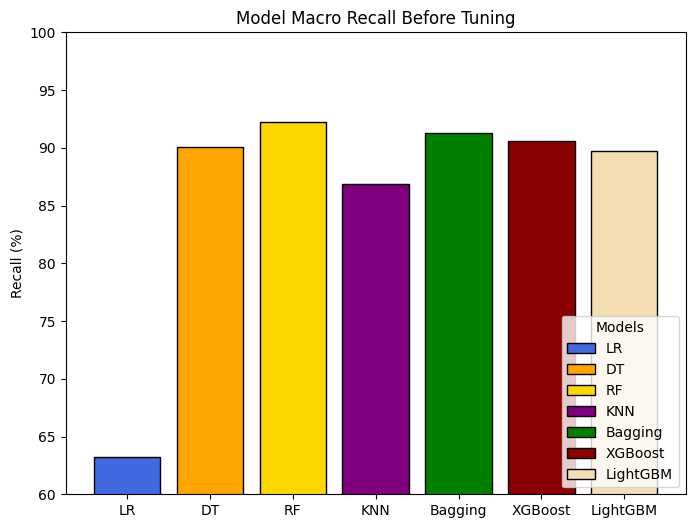 Model Macro Recall Before Tuning
Recall (%)
100
95
90
85
80
75
70
65
60
LR DT RF KNN Bagging XGBoost LightGBM
Models
LR
DT
RF
KNN
Bagging
XGBoost
LightGBM